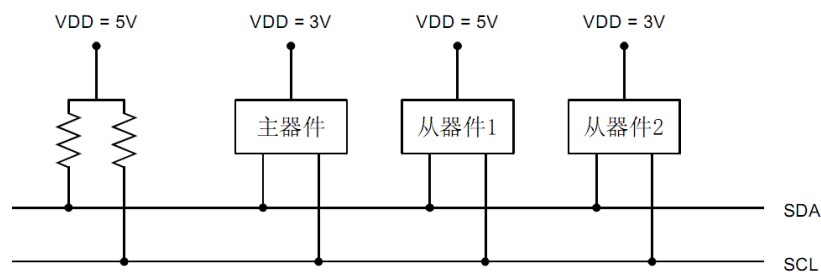 VDD = 5V
VDD = 3V
VDD = 5V
VDD = 3V
主器件
从器件1
从器件2
SDA
SCL